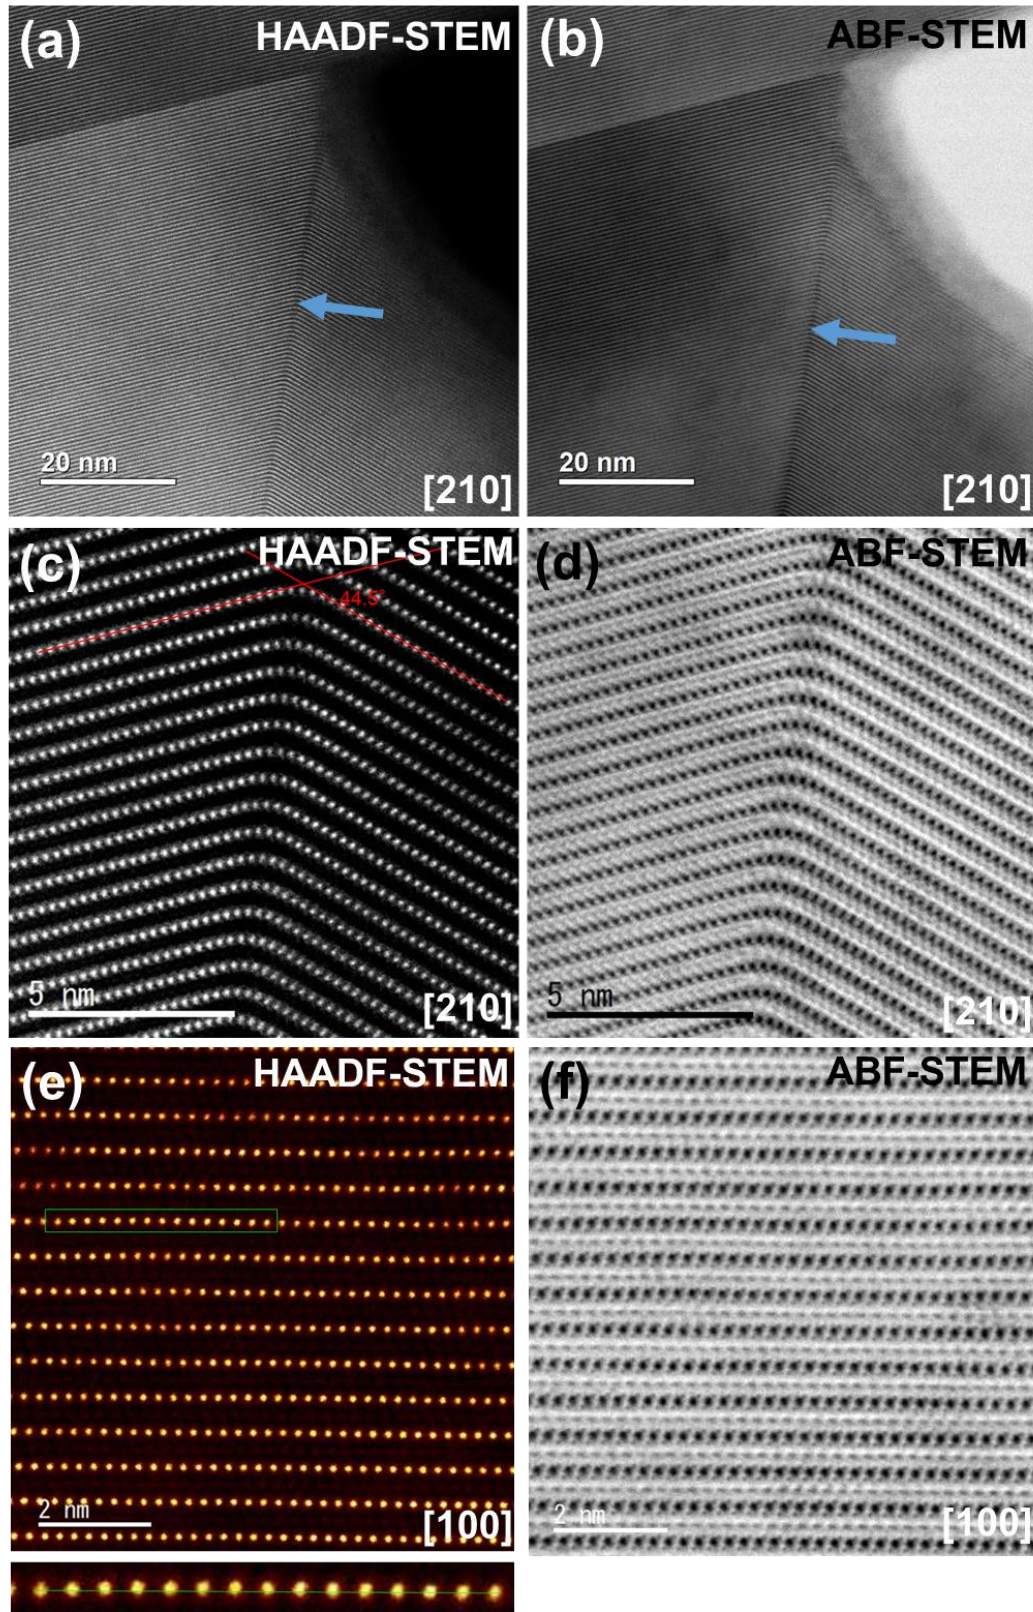 (a) HAADF-STEM
20 nm
[210]
(b) ABF-STEM
20 nm
[210]
(c) HAADF-STEM
44.5°
5 nm
[210]
(d) ABF-STEM
5 nm
[210]
(e) HAADF-STEM
2 nm
[100]
(f) ABF-STEM
2 nm
[100]